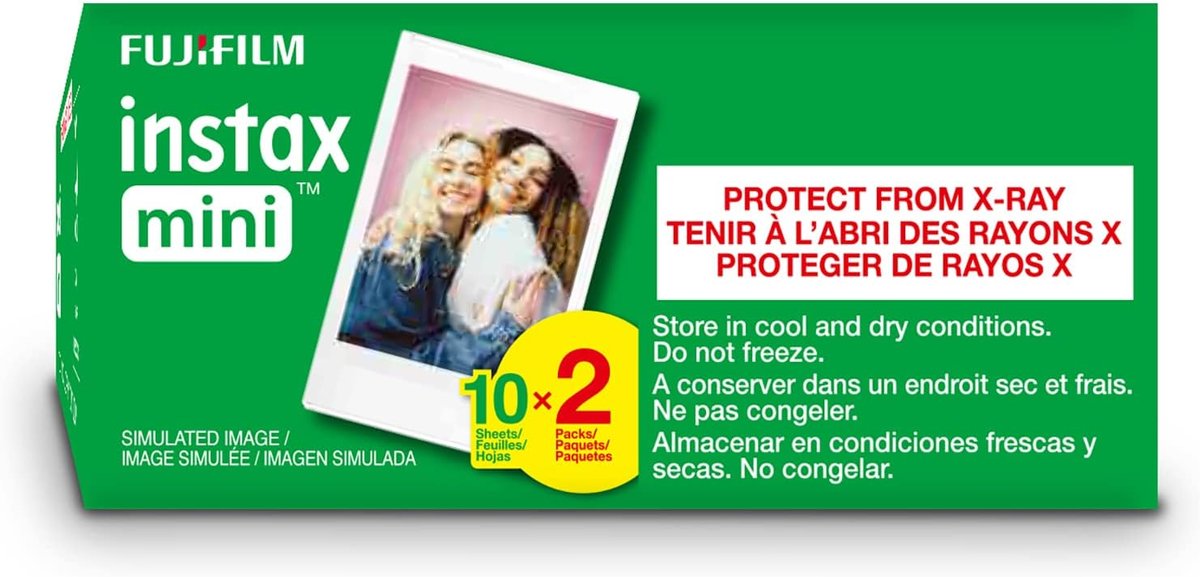 FUJIFILM
instax
mini™
SIMULATED IMAGE /
IMAGE SIMULÉE / IMAGEN SIMULADA
10 x 2
Sheets/
Feuilles/
Hojas
Packs/
Paquets/
Paquetes
PROTECT FROM X-RAY
TENIR À L'ABRI DES RAYONS X
PROTEGER DE RAYOS X
Store in cool and dry conditions.
Do not freeze.
A conserver dans un endroit sec et frais.
Ne pas congeler.
Almacenar en condiciones frescas y
secas. No congelar.